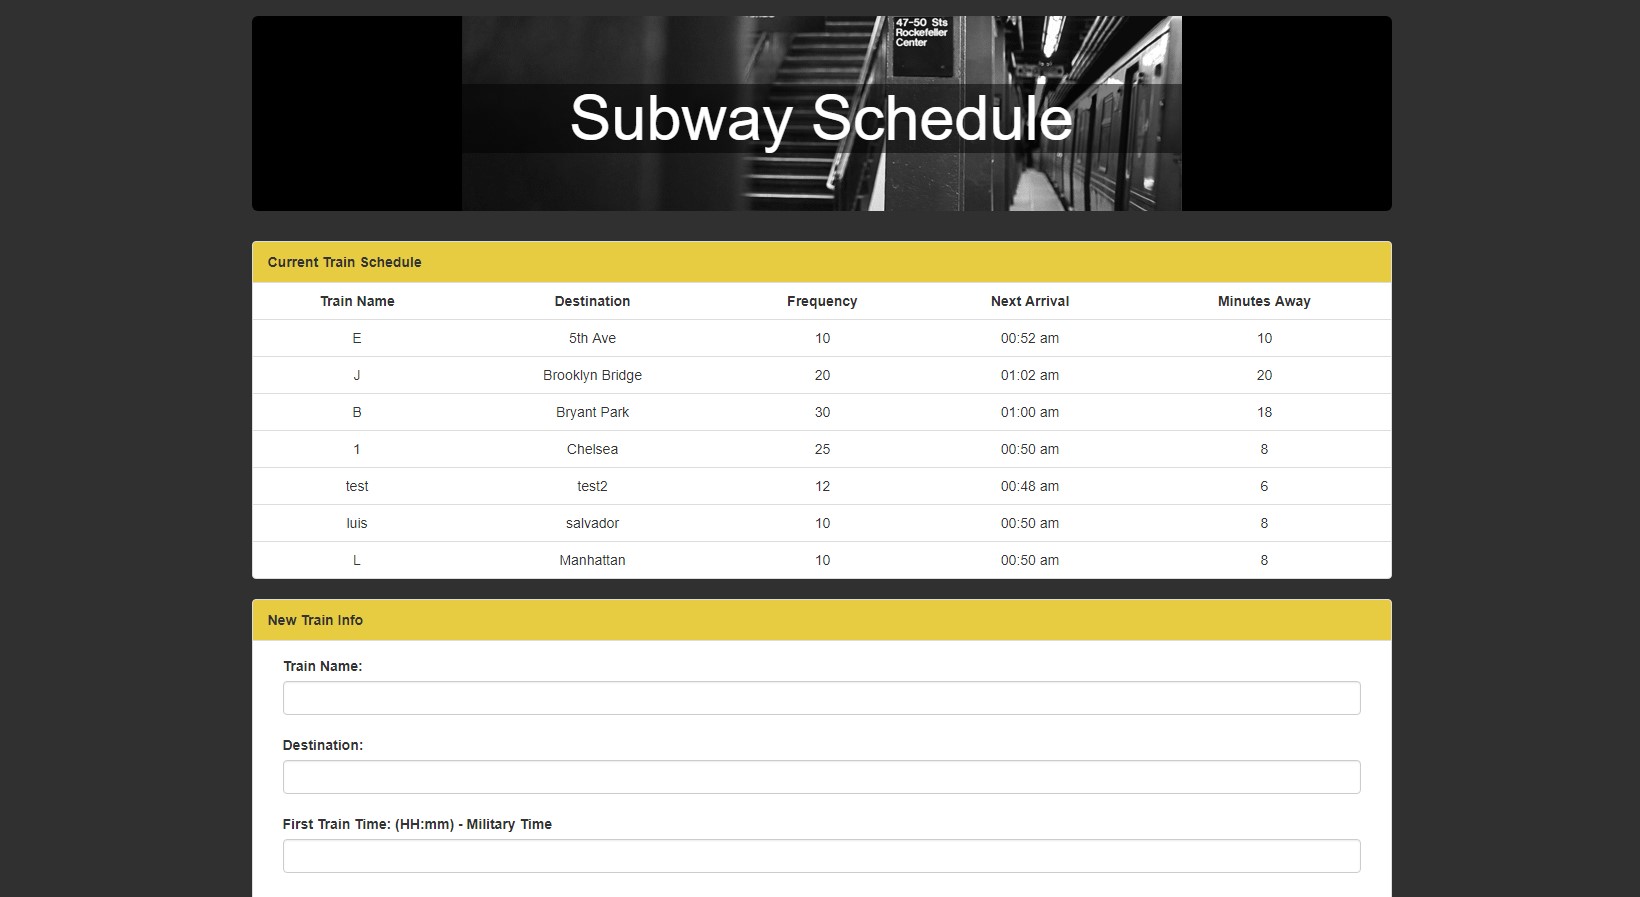 47-50 Sts
Rockefeller
Center
Subway Schedule
Current Train Schedule
Train Name Destination Frequency Next Arrival Minutes Away
E 5th Ave 10 00:52 am 10
J Brooklyn Bridge 20 01:02 am 20
B Bryant Park 30 01:00 am 18
1 Chelsea 25 00:50 am 8
test test2 12 00:48 am 6
luis salvador 10 00:50 am 8
L Manhattan 10 00:50 am 8
New Train Info
Train Name:
Destination:
First Train Time: (HH:mm) - Military Time